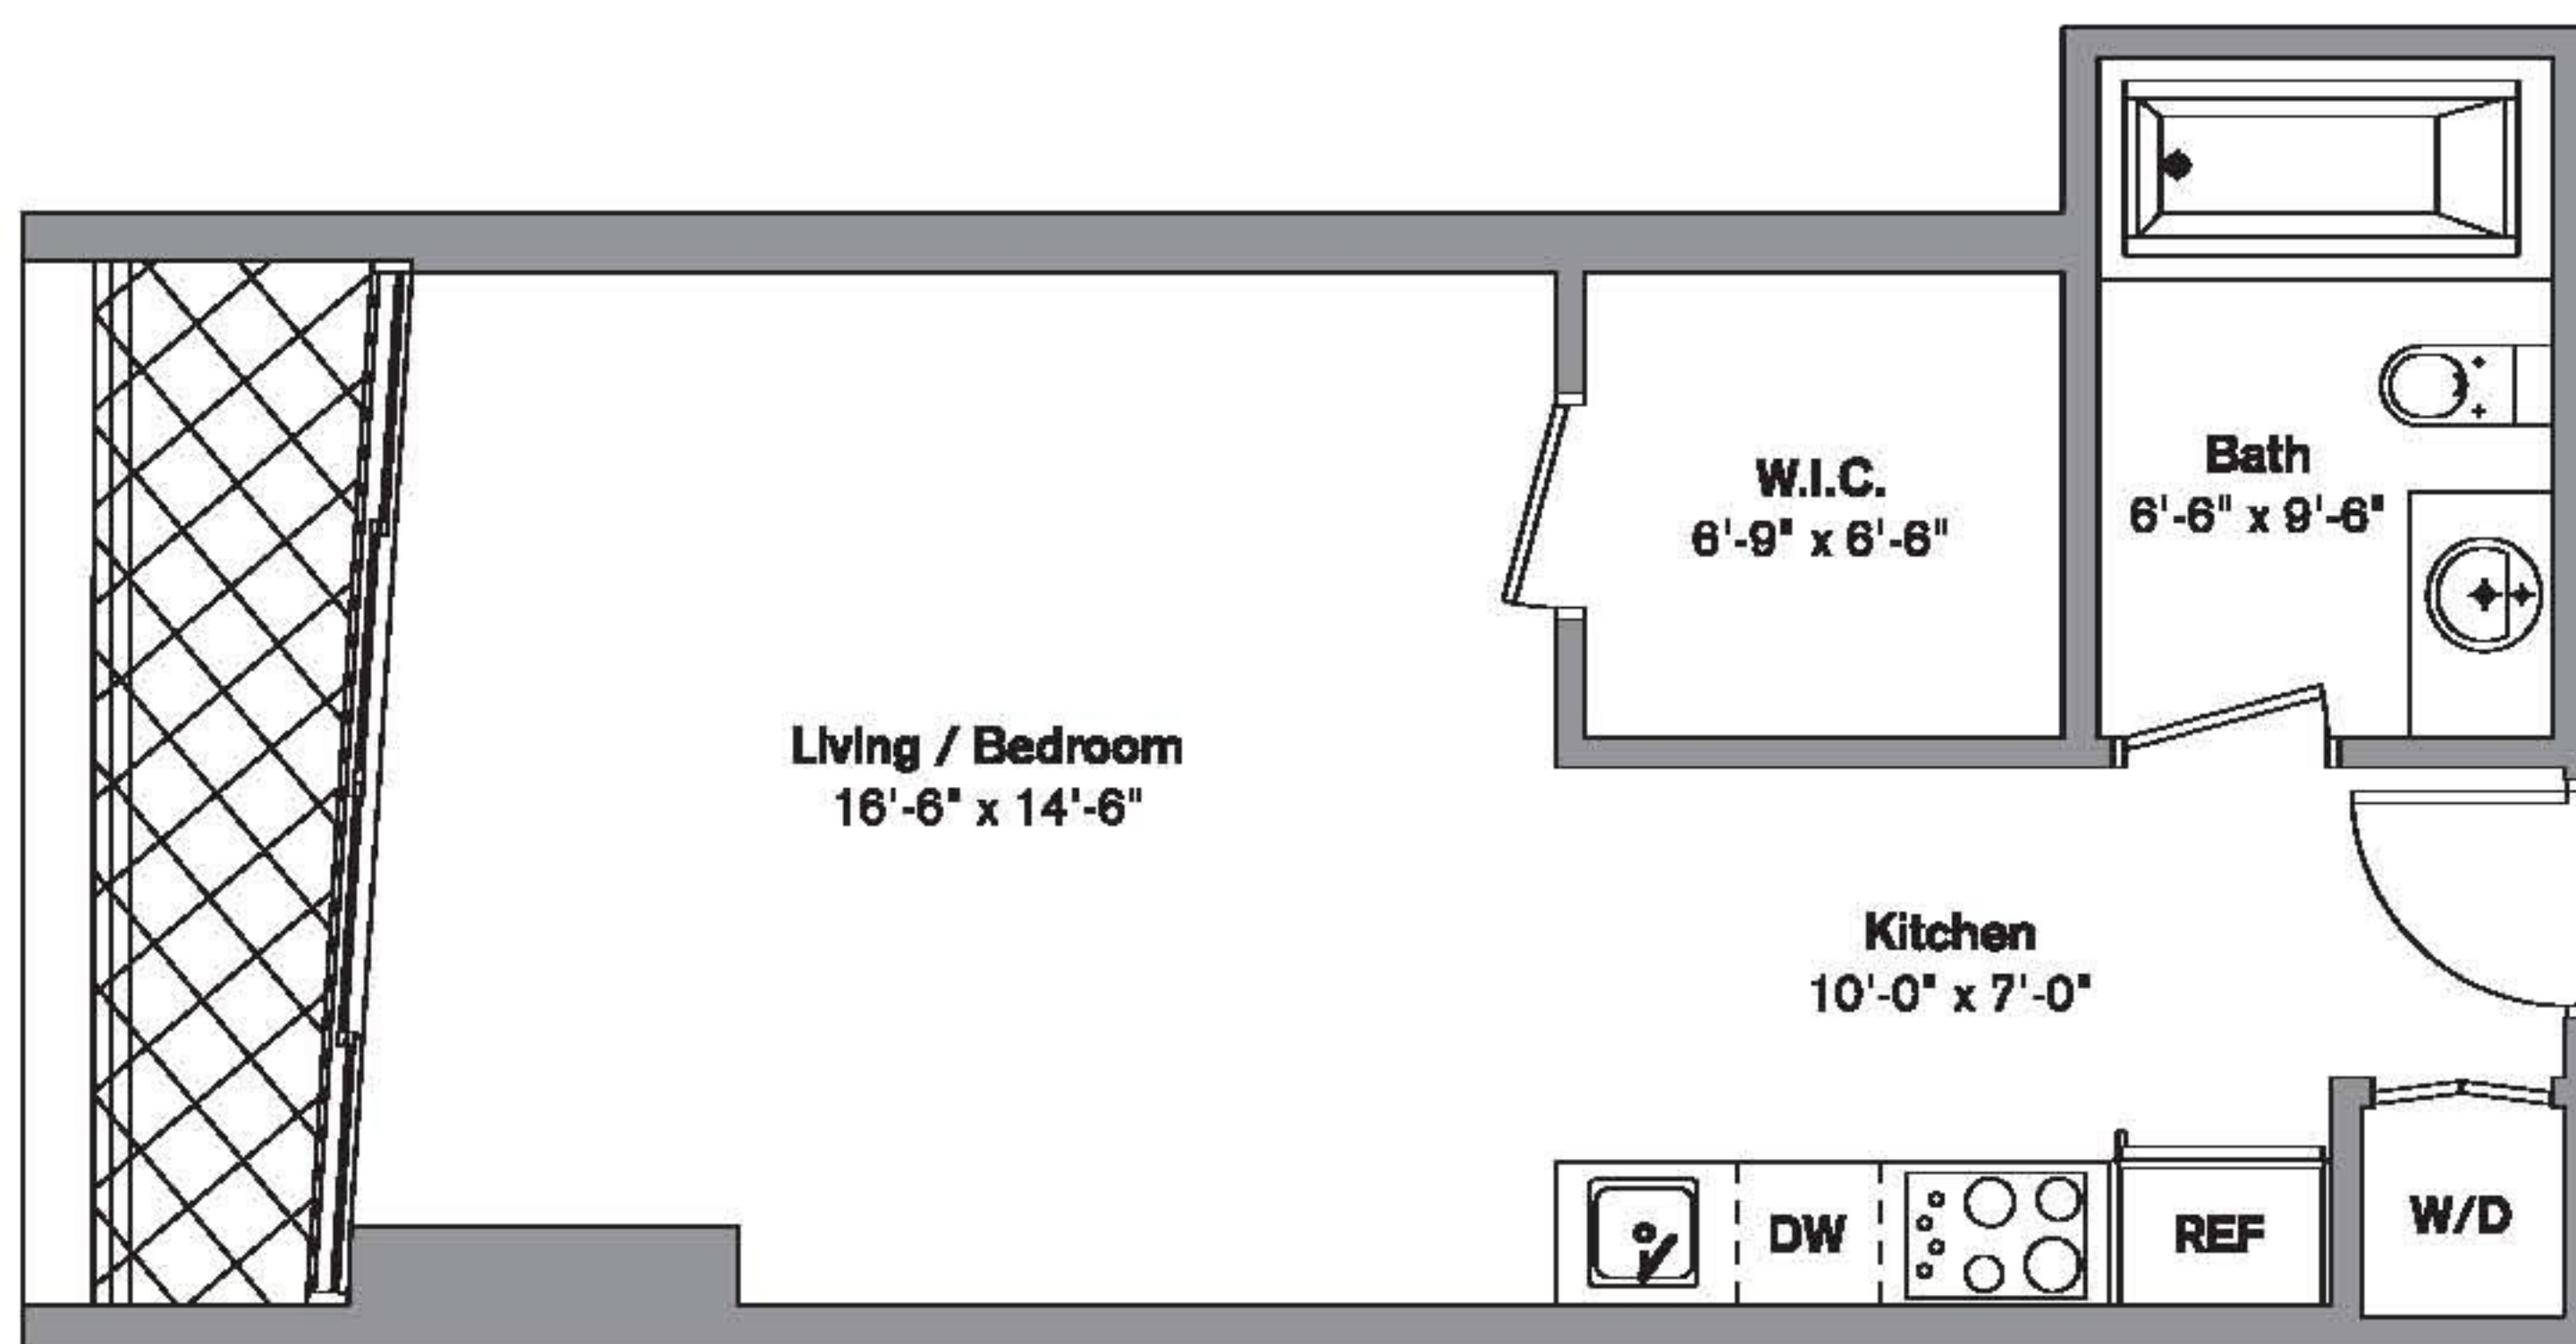 W.I.C.
6'-9" x 6'-6"
Bath
6'-6" x 9'-6"
Living / Bedroom
16'-6" x 14'-6"
Kitchen
10'-0" x 7'-0"
DW
REF
W/D